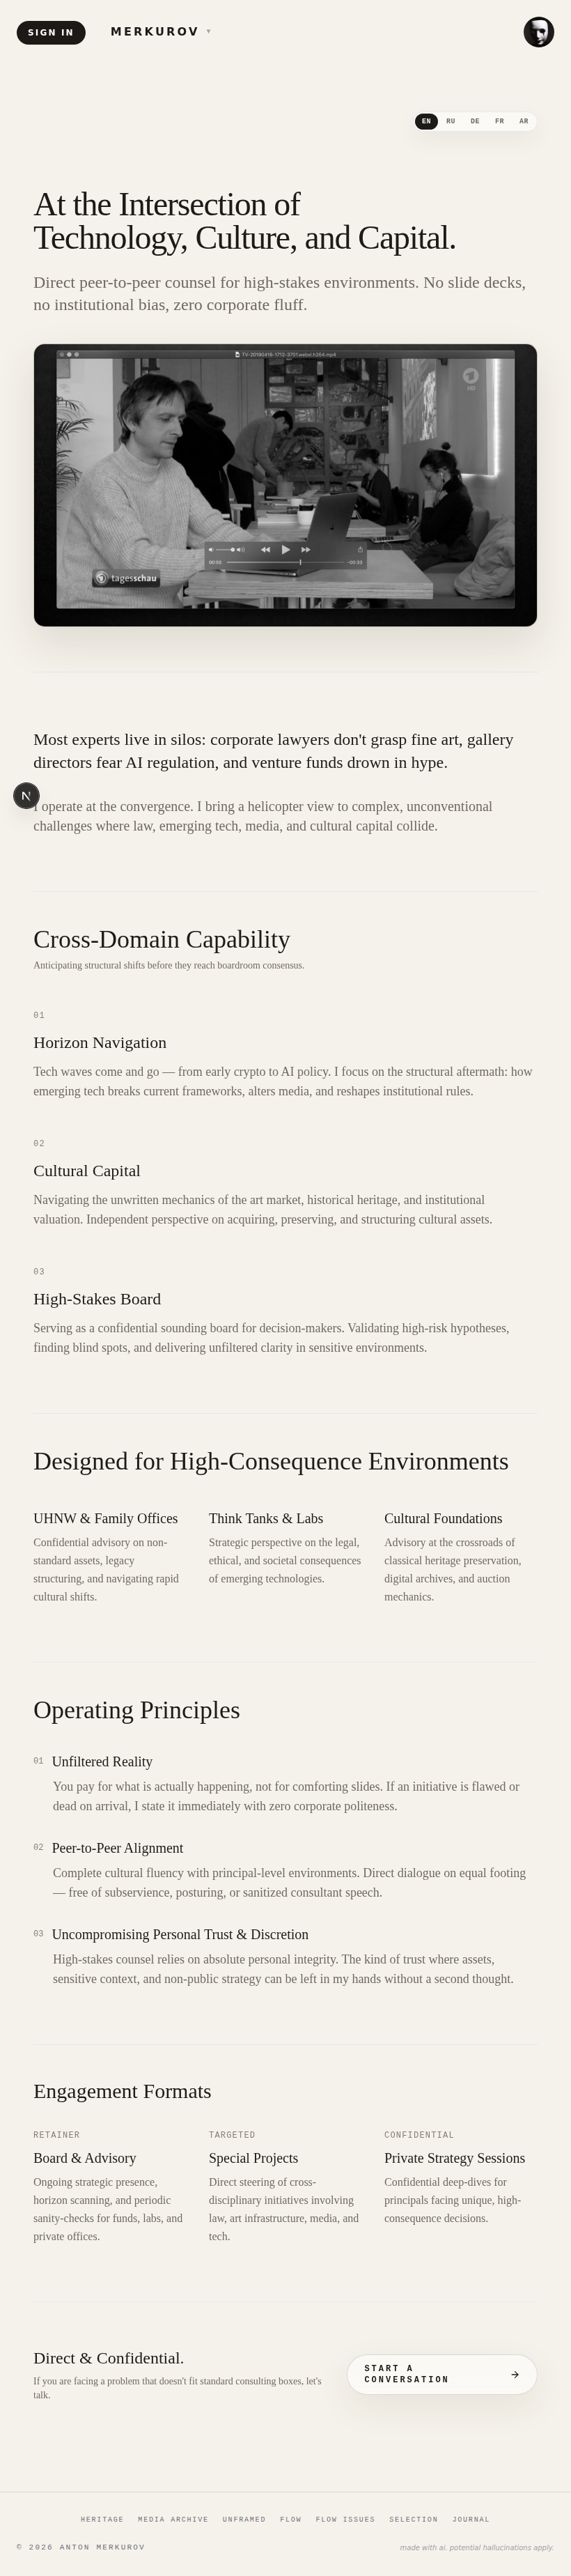 SIGN IN
MERKUROV ▼
EN RU DE FR AR
At the Intersection of
Technology, Culture, and Capital.
Direct peer-to-peer counsel for high-stakes environments. No slide decks,
no institutional bias, zero corporate fluff.
TV-20190416-1712-3701.webxl.h264.mp4
HD
00:00
-00:33
tagesschau
Most experts live in silos: corporate lawyers don't grasp fine art, gallery
directors fear AI regulation, and venture funds drown in hype.
N
I operate at the convergence. I bring a helicopter view to complex, unconventional
challenges where law, emerging tech, media, and cultural capital collide.
Cross-Domain Capability
Anticipating structural shifts before they reach boardroom consensus.
01
Horizon Navigation
Tech waves come and go — from early crypto to AI policy. I focus on the structural aftermath: how
emerging tech breaks current frameworks, alters media, and reshapes institutional rules.
02
Cultural Capital
Navigating the unwritten mechanics of the art market, historical heritage, and institutional
valuation. Independent perspective on acquiring, preserving, and structuring cultural assets.
03
High-Stakes Board
Serving as a confidential sounding board for decision-makers. Validating high-risk hypotheses,
finding blind spots, and delivering unfiltered clarity in sensitive environments.
Designed for High-Consequence Environments
UHNW & Family Offices
Confidential advisory on non-
standard assets, legacy
structuring, and navigating rapid
cultural shifts.
Think Tanks & Labs
Strategic perspective on the legal,
ethical, and societal consequences
of emerging technologies.
Cultural Foundations
Advisory at the crossroads of
classical heritage preservation,
digital archives, and auction
mechanics.
Operating Principles
01 Unfiltered Reality
You pay for what is actually happening, not for comforting slides. If an initiative is flawed or
dead on arrival, I state it immediately with zero corporate politeness.
02 Peer-to-Peer Alignment
Complete cultural fluency with principal-level environments. Direct dialogue on equal footing
— free of subservience, posturing, or sanitized consultant speech.
03 Uncompromising Personal Trust & Discretion
High-stakes counsel relies on absolute personal integrity. The kind of trust where assets,
sensitive context, and non-public strategy can be left in my hands without a second thought.
Engagement Formats
RETAINER
Board & Advisory
Ongoing strategic presence,
horizon scanning, and periodic
sanity-checks for funds, labs, and
private offices.
TARGETED
Special Projects
Direct steering of cross-
disciplinary initiatives involving
law, art infrastructure, media, and
tech.
CONFIDENTIAL
Private Strategy Sessions
Confidential deep-dives for
principals facing unique, high-
consequence decisions.
Direct & Confidential.
If you are facing a problem that doesn't fit standard consulting boxes, let's
talk.
START A
CONVERSATION →
HERITAGE MEDIA ARCHIVE UNFRAMED FLOW FLOW ISSUES SELECTION JOURNAL
© 2026 ANTON MERKUROV
made with ai. potential hallucinations apply.